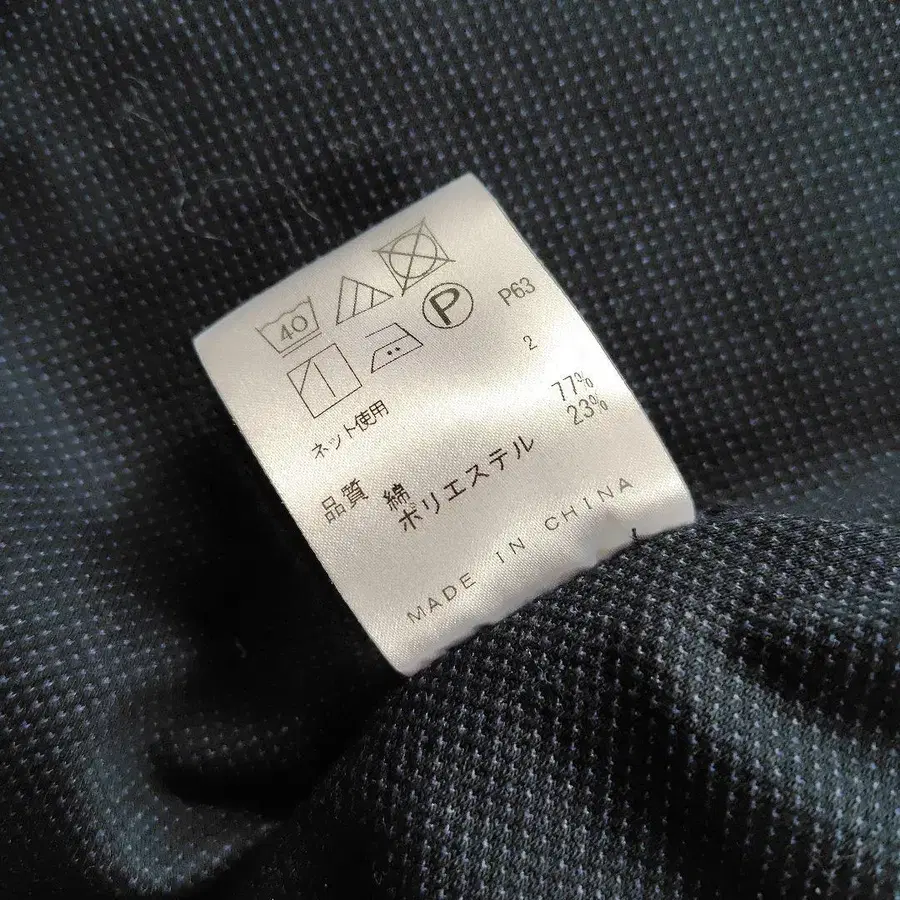 40
P
P63
2
ネット使用
品質 綿 77%
ポリエステル 23%
MADE IN CHINA